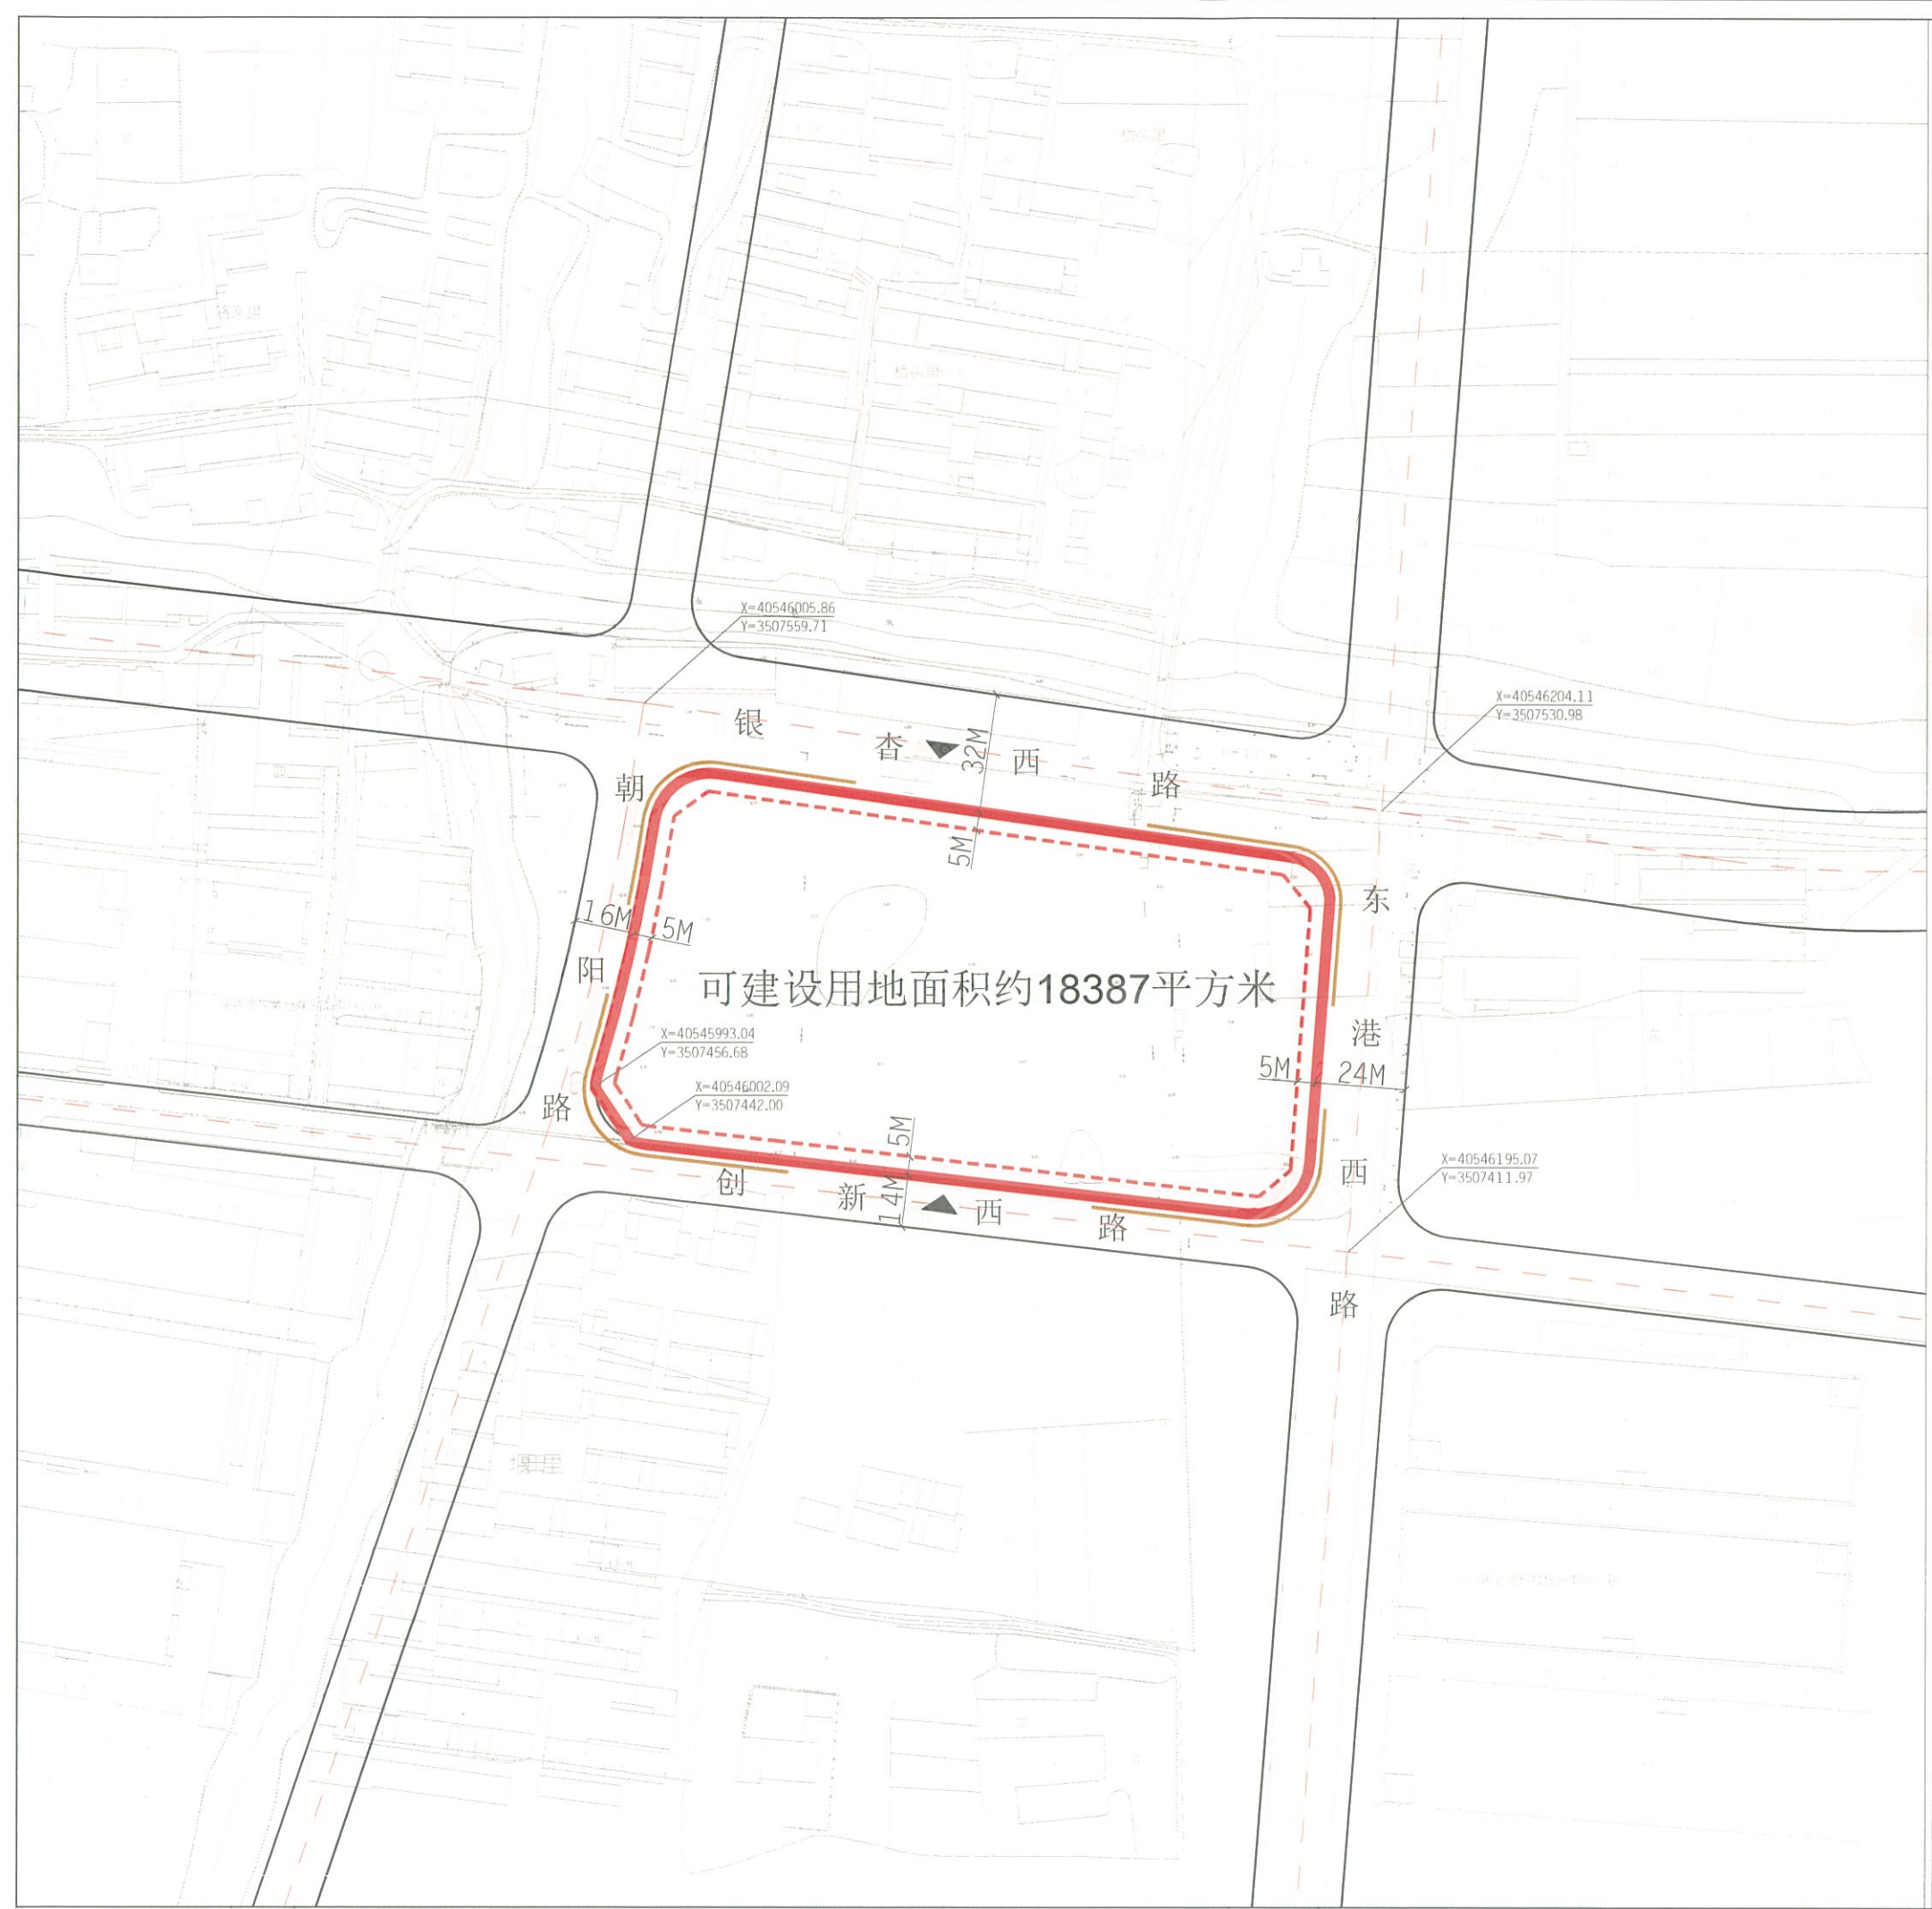 X=40546005.86
Y=3507559.71
X=40546204.11
Y=3507530.98
银杏西路
32M
5M
朝阳路
16M
5M
东港西路
可建设用地面积约18387平方米
X=40545993.04
Y=3507456.68
X=40546002.09
Y=3507442.00
5M
24M
5M
14M
创新西路
X=40546195.07
Y=3507411.97